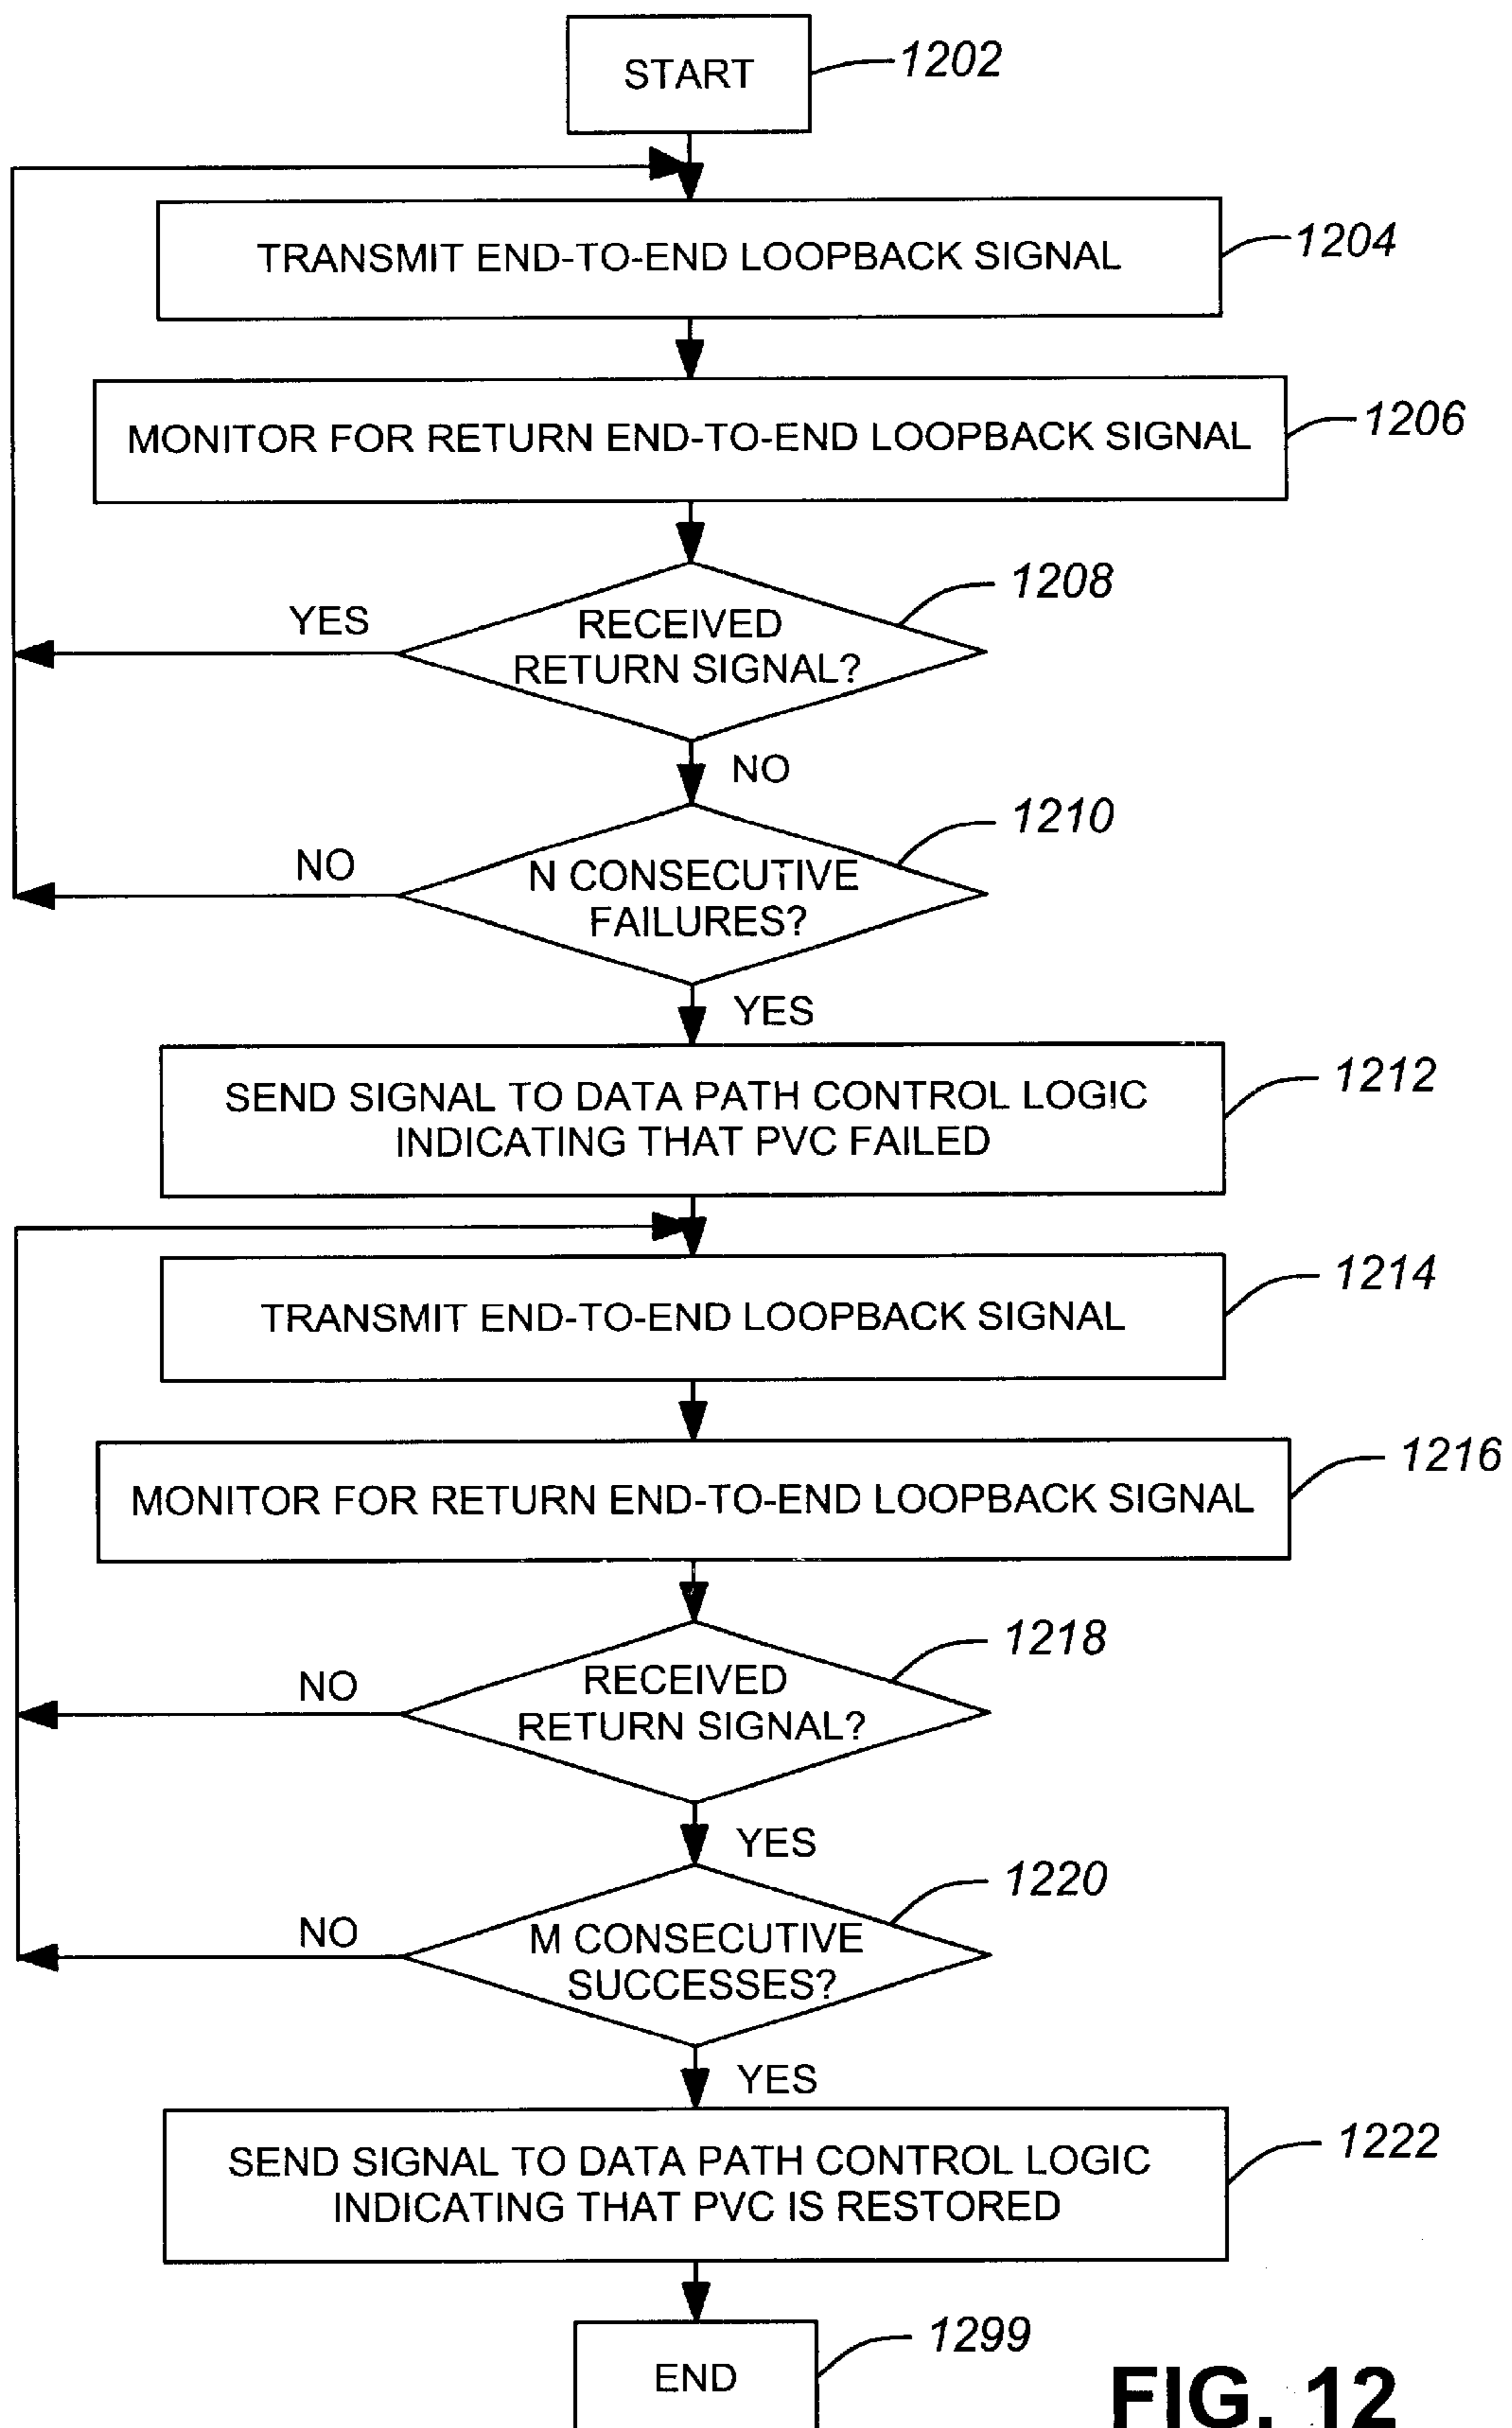 START
1202
TRANSMIT END-TO-END LOOPBACK SIGNAL
1204
MONITOR FOR RETURN END-TO-END LOOPBACK SIGNAL
1206
RECEIVED
RETURN SIGNAL?
1208
YES
NO
N CONSECUTIVE
FAILURES?
1210
NO
YES
SEND SIGNAL TO DATA PATH CONTROL LOGIC
INDICATING THAT PVC FAILED
1212
TRANSMIT END-TO-END LOOPBACK SIGNAL
1214
MONITOR FOR RETURN END-TO-END LOOPBACK SIGNAL
1216
RECEIVED
RETURN SIGNAL?
1218
NO
YES
M CONSECUTIVE
SUCCESSES?
1220
NO
YES
SEND SIGNAL TO DATA PATH CONTROL LOGIC
INDICATING THAT PVC IS RESTORED
1222
END
1299
FIG. 12